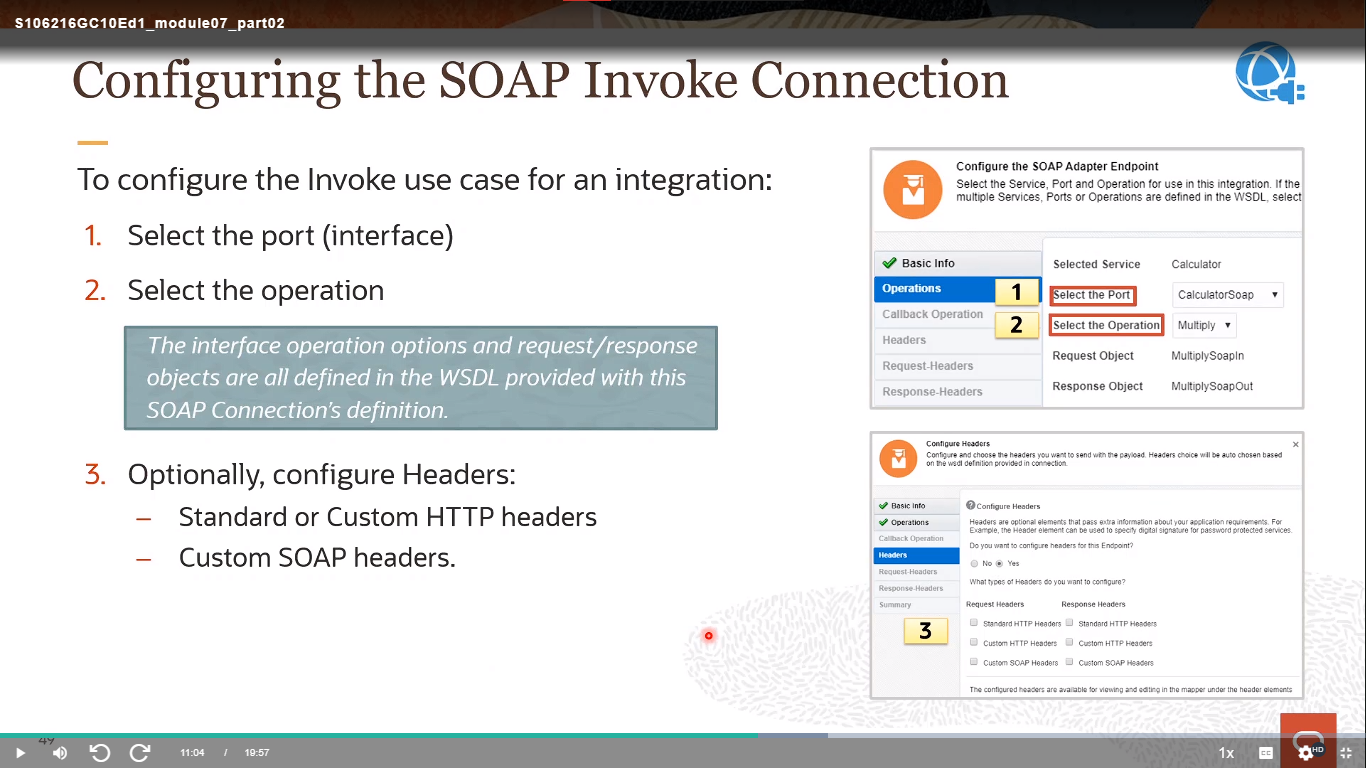 S106216GC10Ed1_module07_part02
Configuring the SOAP Invoke Connection
To configure the Invoke use case for an integration:
1. Select the port (interface)
2. Select the operation
The interface operation options and request/response
objects are all defined in the WSDL provided with this
SOAP Connection's definition.
3. Optionally, configure Headers:
– Standard or Custom HTTP headers
– Custom SOAP headers.
Configure the SOAP Adapter Endpoint
Select the Service, Port and Operation for use in this integration. If the
multiple Services, Ports or Operations are defined in the WSDL, select
Basic Info
Operations
Callback Operation
Headers
Request-Headers
Response-Headers
1
2
Selected Service Calculator
Select the Port CalculatorSoap
Select the Operation Multiply
Request Object MultiplySoapIn
Response Object MultiplySoapOut
Configure Headers
Configure and choose the headers you want to send with the payload. Headers choice will be auto chosen based
on the wsdl definition provided in connection.
×
Basic Info
Operations
Callback Operation
Headers
Request-Headers
Response-Headers
Summary
3
? Configure Headers
Headers are optional elements that pass extra information about your application requirements. For
Example, the Header element can be used to specify digital signature for password protected services.
Do you want to configure headers for this Endpoint?
No Yes
What types of Headers do you want to configure?
Request Headers Response Headers
Standard HTTP Headers Standard HTTP Headers
Custom HTTP Headers Custom HTTP Headers
Custom SOAP Headers Custom SOAP Headers
The configured headers are available for viewing and editing in the mapper under the header elements
49
11:04 / 19:57
1x
CC
HD